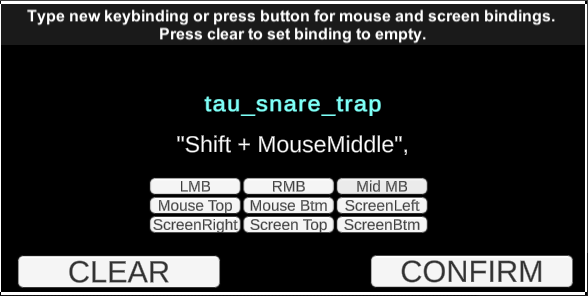 Type new keybinding or press button for mouse and screen bindings.
Press clear to set binding to empty.
tau_snare_trap
"Shift + MouseMiddle",
LMB RMB Mid MB
Mouse Top Mouse Btm ScreenLeft
ScreenRight Screen Top ScreenBtm
CLEAR CONFIRM